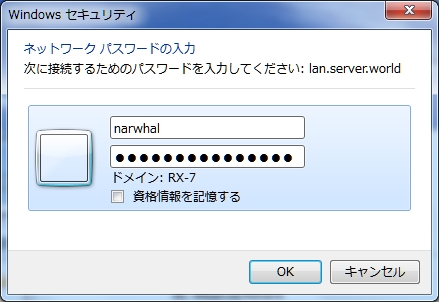 Windows セキュリティ
ネットワーク パスワードの入力
次に接続するためのパスワードを入力してください: lan.server.world
narwhal
●●●●●●●●●●●●●●●
ドメイン: RX-7
資格情報を記憶する
OK
キャンセル